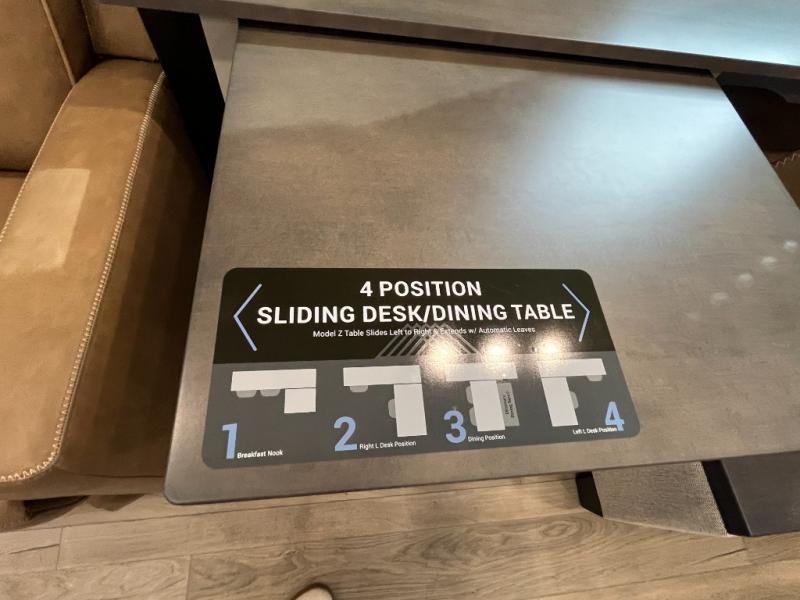 4 POSITION
SLIDING DESK/DINING TABLE
Model Z Table Slides Left to Right & Extends w/ Automatic Leaves
1 Breakfast Nook
2 Right L Desk Position
3 Dining Position
Left L Desk Position 4